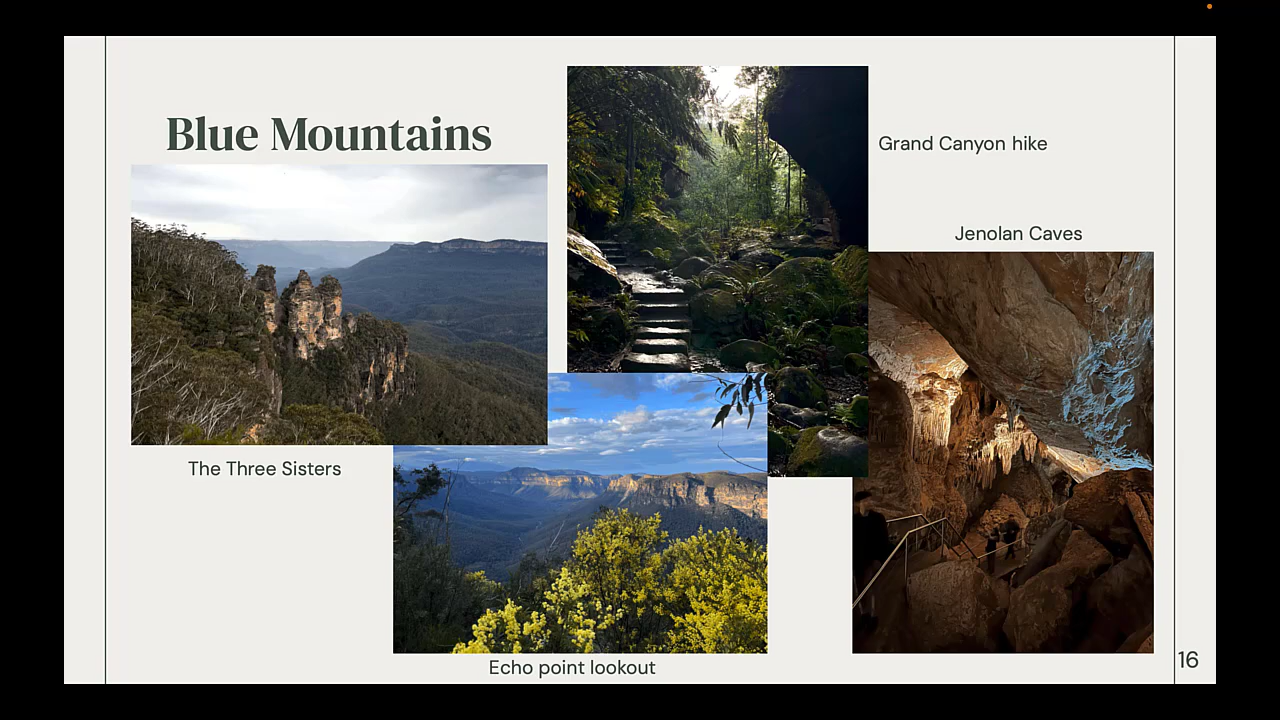 Blue Mountains
Grand Canyon hike
Jenolan Caves
The Three Sisters
Echo point lookout
16